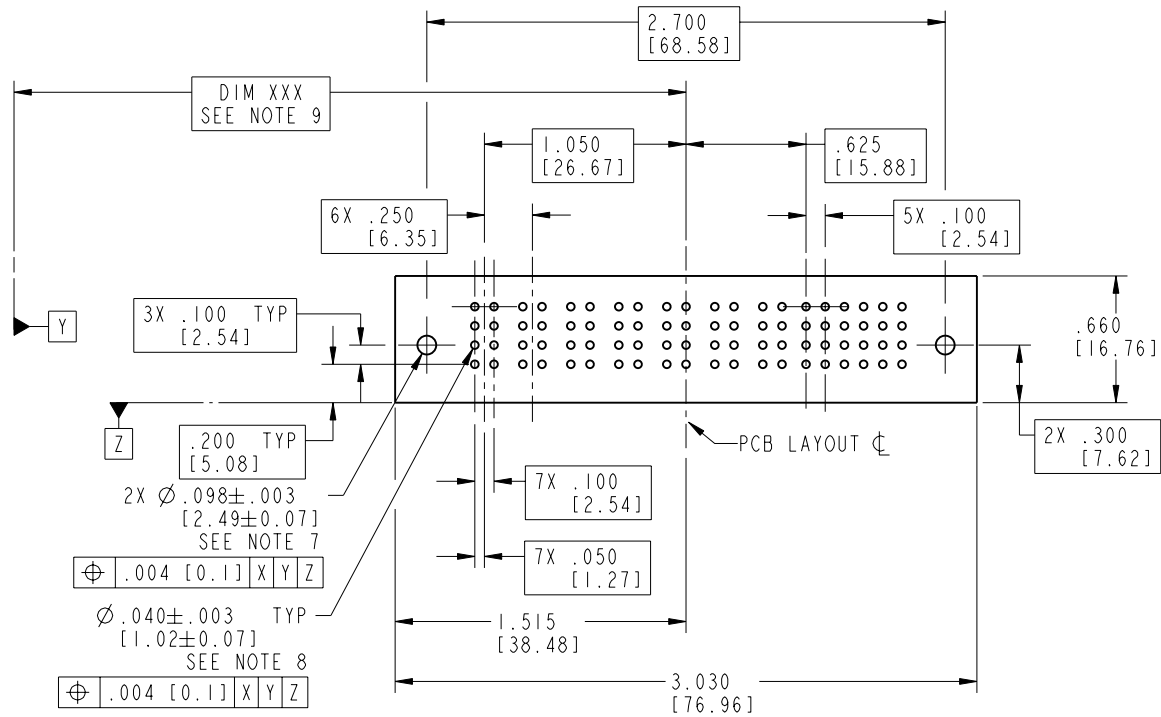 2.700
[68.58]
DIM XXX
SEE NOTE 9
1.050
[26.67]
.625
[15.88]
6X .250
[6.35]
5X .100
[2.54]
3X .100 TYP
[2.54]
Y
.660
[16.76]
Z
.200 TYP
[5.08]
PCB LAYOUT ℄
2X .300
[7.62]
2X Ø.098±.003
[2.49±0.07]
SEE NOTE 7
7X .100
[2.54]
⌖ .004 [0.1] X Y Z
7X .050
[1.27]
Ø.040±.003 TYP
[1.02±0.07]
SEE NOTE 8
1.515
[38.48]
⌖ .004 [0.1] X Y Z
3.030
[76.96]